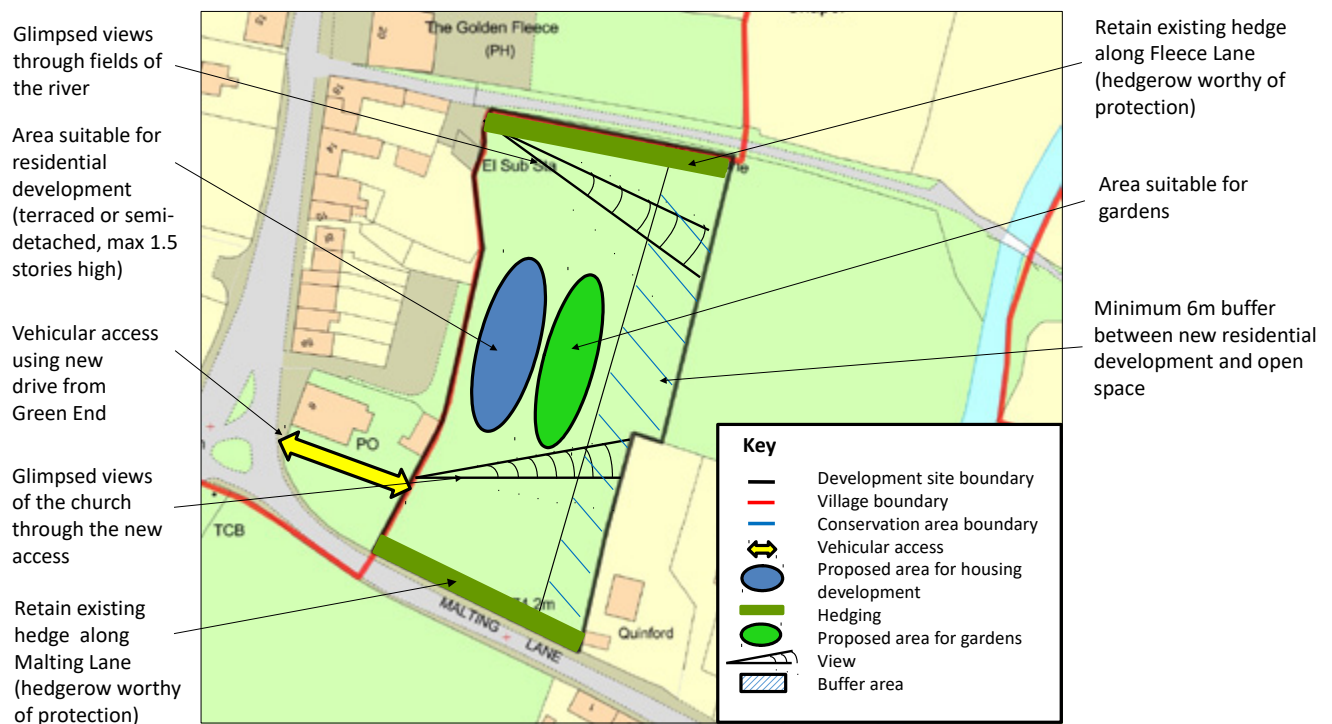 Glimpsed views
through fields of
the river
Area suitable for
residential
development
(terraced or semi-
detached, max 1.5
stories high)
Vehicular access
using new
drive from
Green End
Glimpsed views
of the church
through the new
access
Retain existing
hedge along
Malting Lane
(hedgerow worthy
of protection)
The Golden Fleece
(PH)
20
El Sub Sta
PO
TCB
MALTING LANE
Quinford
Retain existing hedge
along Fleece Lane
(hedgerow worthy of
protection)
Area suitable for
gardens
Minimum 6m buffer
between new residential
development and open
space
Key
Development site boundary
Village boundary
Conservation area boundary
Vehicular access
Proposed area for housing
development
Hedging
Proposed area for gardens
View
Buffer area